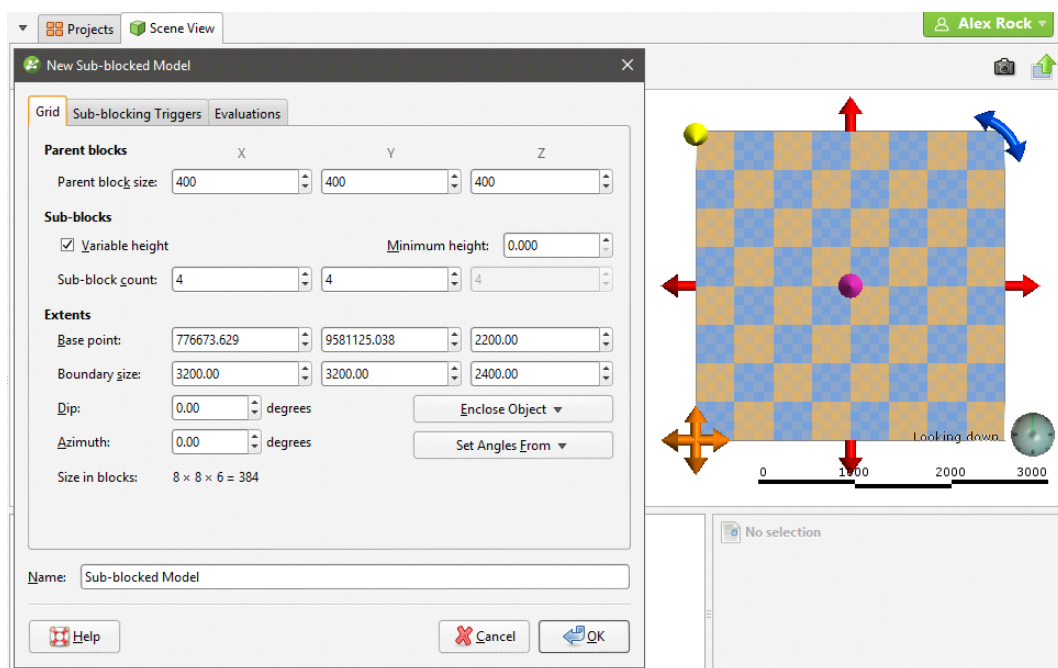 Projects Scene View Alex Rock
New Sub-blocked Model
Grid Sub-blocking Triggers Evaluations
Parent blocks X Y Z
Parent block size: 400 400 400
Sub-blocks
Variable height Minimum height: 0.000
Sub-block count: 4 4 4
Extents
Base point: 776673.629 9581125.038 2200.00
Boundary size: 3200.00 3200.00 2400.00
Dip: 0.00 degrees Enclose Object
Azimuth: 0.00 degrees Set Angles From
Size in blocks: 8 × 8 × 6 = 384
Looking down
0 1000 2000 3000
No selection
Name: Sub-blocked Model
Help Cancel OK